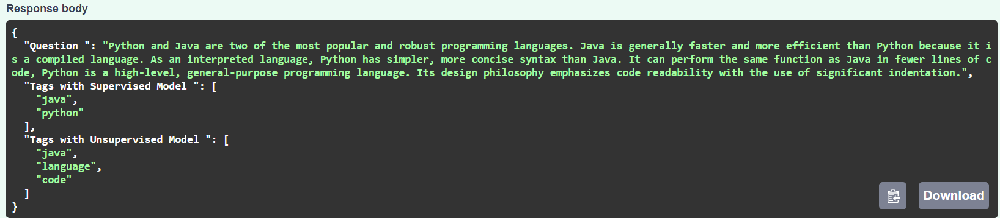 Response body
{
"Question ": "Python and Java are two of the most popular and robust programming languages. Java is generally faster and more efficient than Python because it i
s a compiled language. As an interpreted language, Python has simpler, more concise syntax than Java. It can perform the same function as Java in fewer lines of c
ode, Python is a high-level, general-purpose programming language. Its design philosophy emphasizes code readability with the use of significant indentation.",
"Tags with Supervised Model ": [
"java",
"python"
],
"Tags with Unsupervised Model ": [
"java",
"language",
"code"
]
}
Download